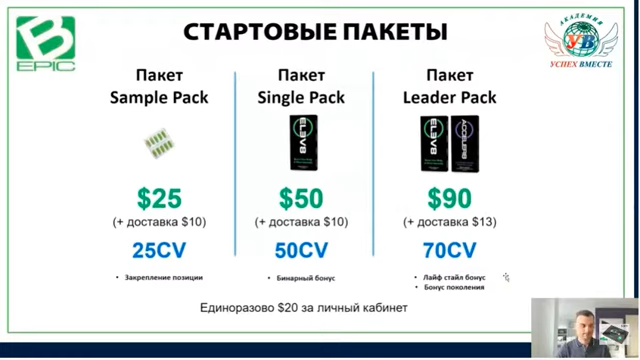 B
EPIC
СТАРТОВЫЕ ПАКЕТЫ
АКАДЕМИЯ
УВ
УСПЕХ ВМЕСТЕ
Пакет
Sample Pack
$25
(+ доставка $10)
25CV
• Закрепление позиции
Пакет
Single Pack
ELEV8
$50
(+ доставка $10)
50CV
• Бинарный бонус
Пакет
Leader Pack
ELEV8
ACCELER8
$90
(+ доставка $13)
70CV
• Лайф стайл бонус
• Бонус поколения
Единоразово $20 за личный кабинет